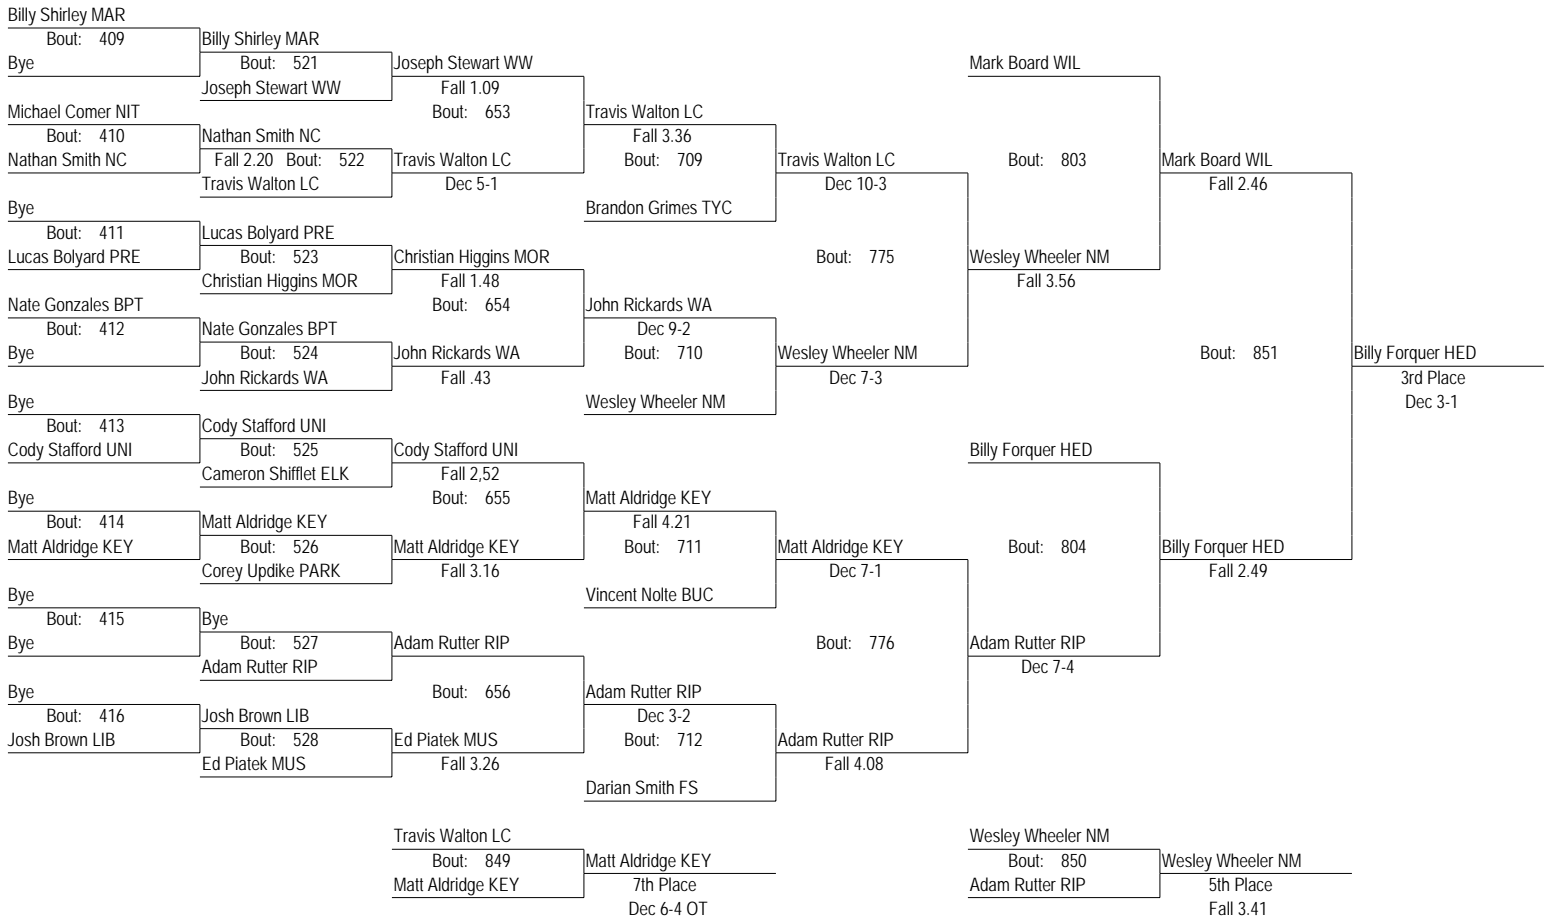 Billy Shirley MAR
Bout: 409
Bye
Michael Comer NIT
Bout: 410
Nathan Smith NC
Bye
Bout: 411
Lucas Bolyard PRE
Nate Gonzales BPT
Bout: 412
Bye
Bye
Bout: 413
Cody Stafford UNI
Bye
Bout: 414
Matt Aldridge KEY
Bye
Bout: 415
Bye
Bye
Bout: 416
Josh Brown LIB
Billy Shirley MAR
Bout: 521
Joseph Stewart WW
Nathan Smith NC
Fall 2.20 Bout: 522
Travis Walton LC
Lucas Bolyard PRE
Bout: 523
Christian Higgins MOR
Nate Gonzales BPT
Bout: 524
John Rickards WA
Cody Stafford UNI
Bout: 525
Cameron Shifflet ELK
Matt Aldridge KEY
Bout: 526
Corey Updike PARK
Bye
Bout: 527
Adam Rutter RIP
Josh Brown LIB
Bout: 528
Ed Piatek MUS
Joseph Stewart WW
Fall 1.09
Bout: 653
Travis Walton LC
Dec 5-1
Christian Higgins MOR
Fall 1.48
Bout: 654
John Rickards WA
Fall .43
Cody Stafford UNI
Fall 2,52
Bout: 655
Matt Aldridge KEY
Fall 3.16
Adam Rutter RIP
Bout: 656
Ed Piatek MUS
Fall 3.26
Travis Walton LC
Fall 3.36
Bout: 709
Brandon Grimes TYC
John Rickards WA
Dec 9-2
Bout: 710
Wesley Wheeler NM
Matt Aldridge KEY
Fall 4.21
Bout: 711
Vincent Nolte BUC
Adam Rutter RIP
Dec 3-2
Bout: 712
Darian Smith FS
Travis Walton LC
Dec 10-3
Bout: 775
Wesley Wheeler NM
Dec 7-3
Matt Aldridge KEY
Dec 7-1
Bout: 776
Adam Rutter RIP
Fall 4.08
Mark Board WIL
Bout: 803
Wesley Wheeler NM
Fall 3.56
Billy Forquer HED
Bout: 804
Adam Rutter RIP
Dec 7-4
Mark Board WIL
Fall 2.46
Bout: 851
Billy Forquer HED
Fall 2.49
Billy Forquer HED
3rd Place
Dec 3-1
Travis Walton LC
Bout: 849
Matt Aldridge KEY
Matt Aldridge KEY
7th Place
Dec 6-4 OT
Wesley Wheeler NM
Bout: 850
Adam Rutter RIP
Wesley Wheeler NM
5th Place
Fall 3.41